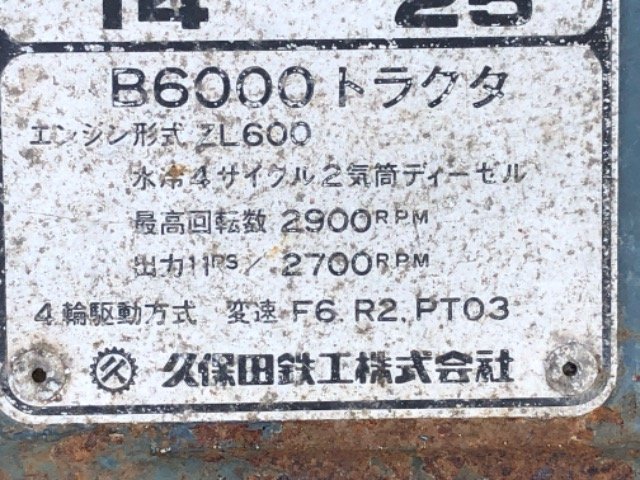 14 25
B6000トラクタ
エンジン形式 ZL600
水冷4サイクル2気筒ディーゼル
最高回転数 2900RPM
出力11PS/2700RPM
4輪駆動方式 変速 F6.R2.PTO3
久 久保田鉄工株式会社